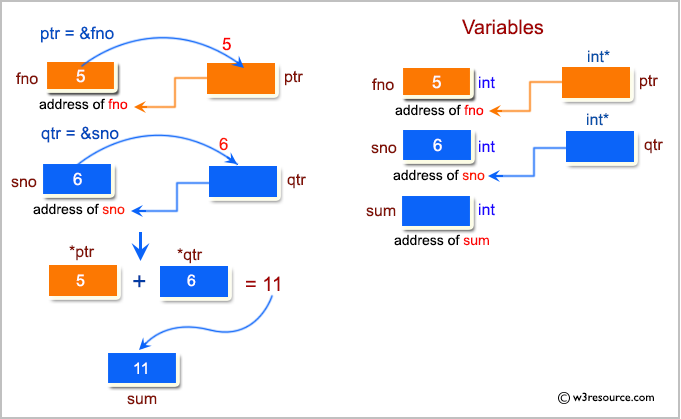 ptr = &fno
5
fno
5
ptr
address of fno
qtr = &sno
6
sno
6
qtr
address of sno
*ptr
*qtr
5
+
6
= 11
11
sum
Variables
int*
fno
5
int
ptr
address of fno
int*
sno
6
int
qtr
address of sno
sum
int
address of sum
© w3resource.com